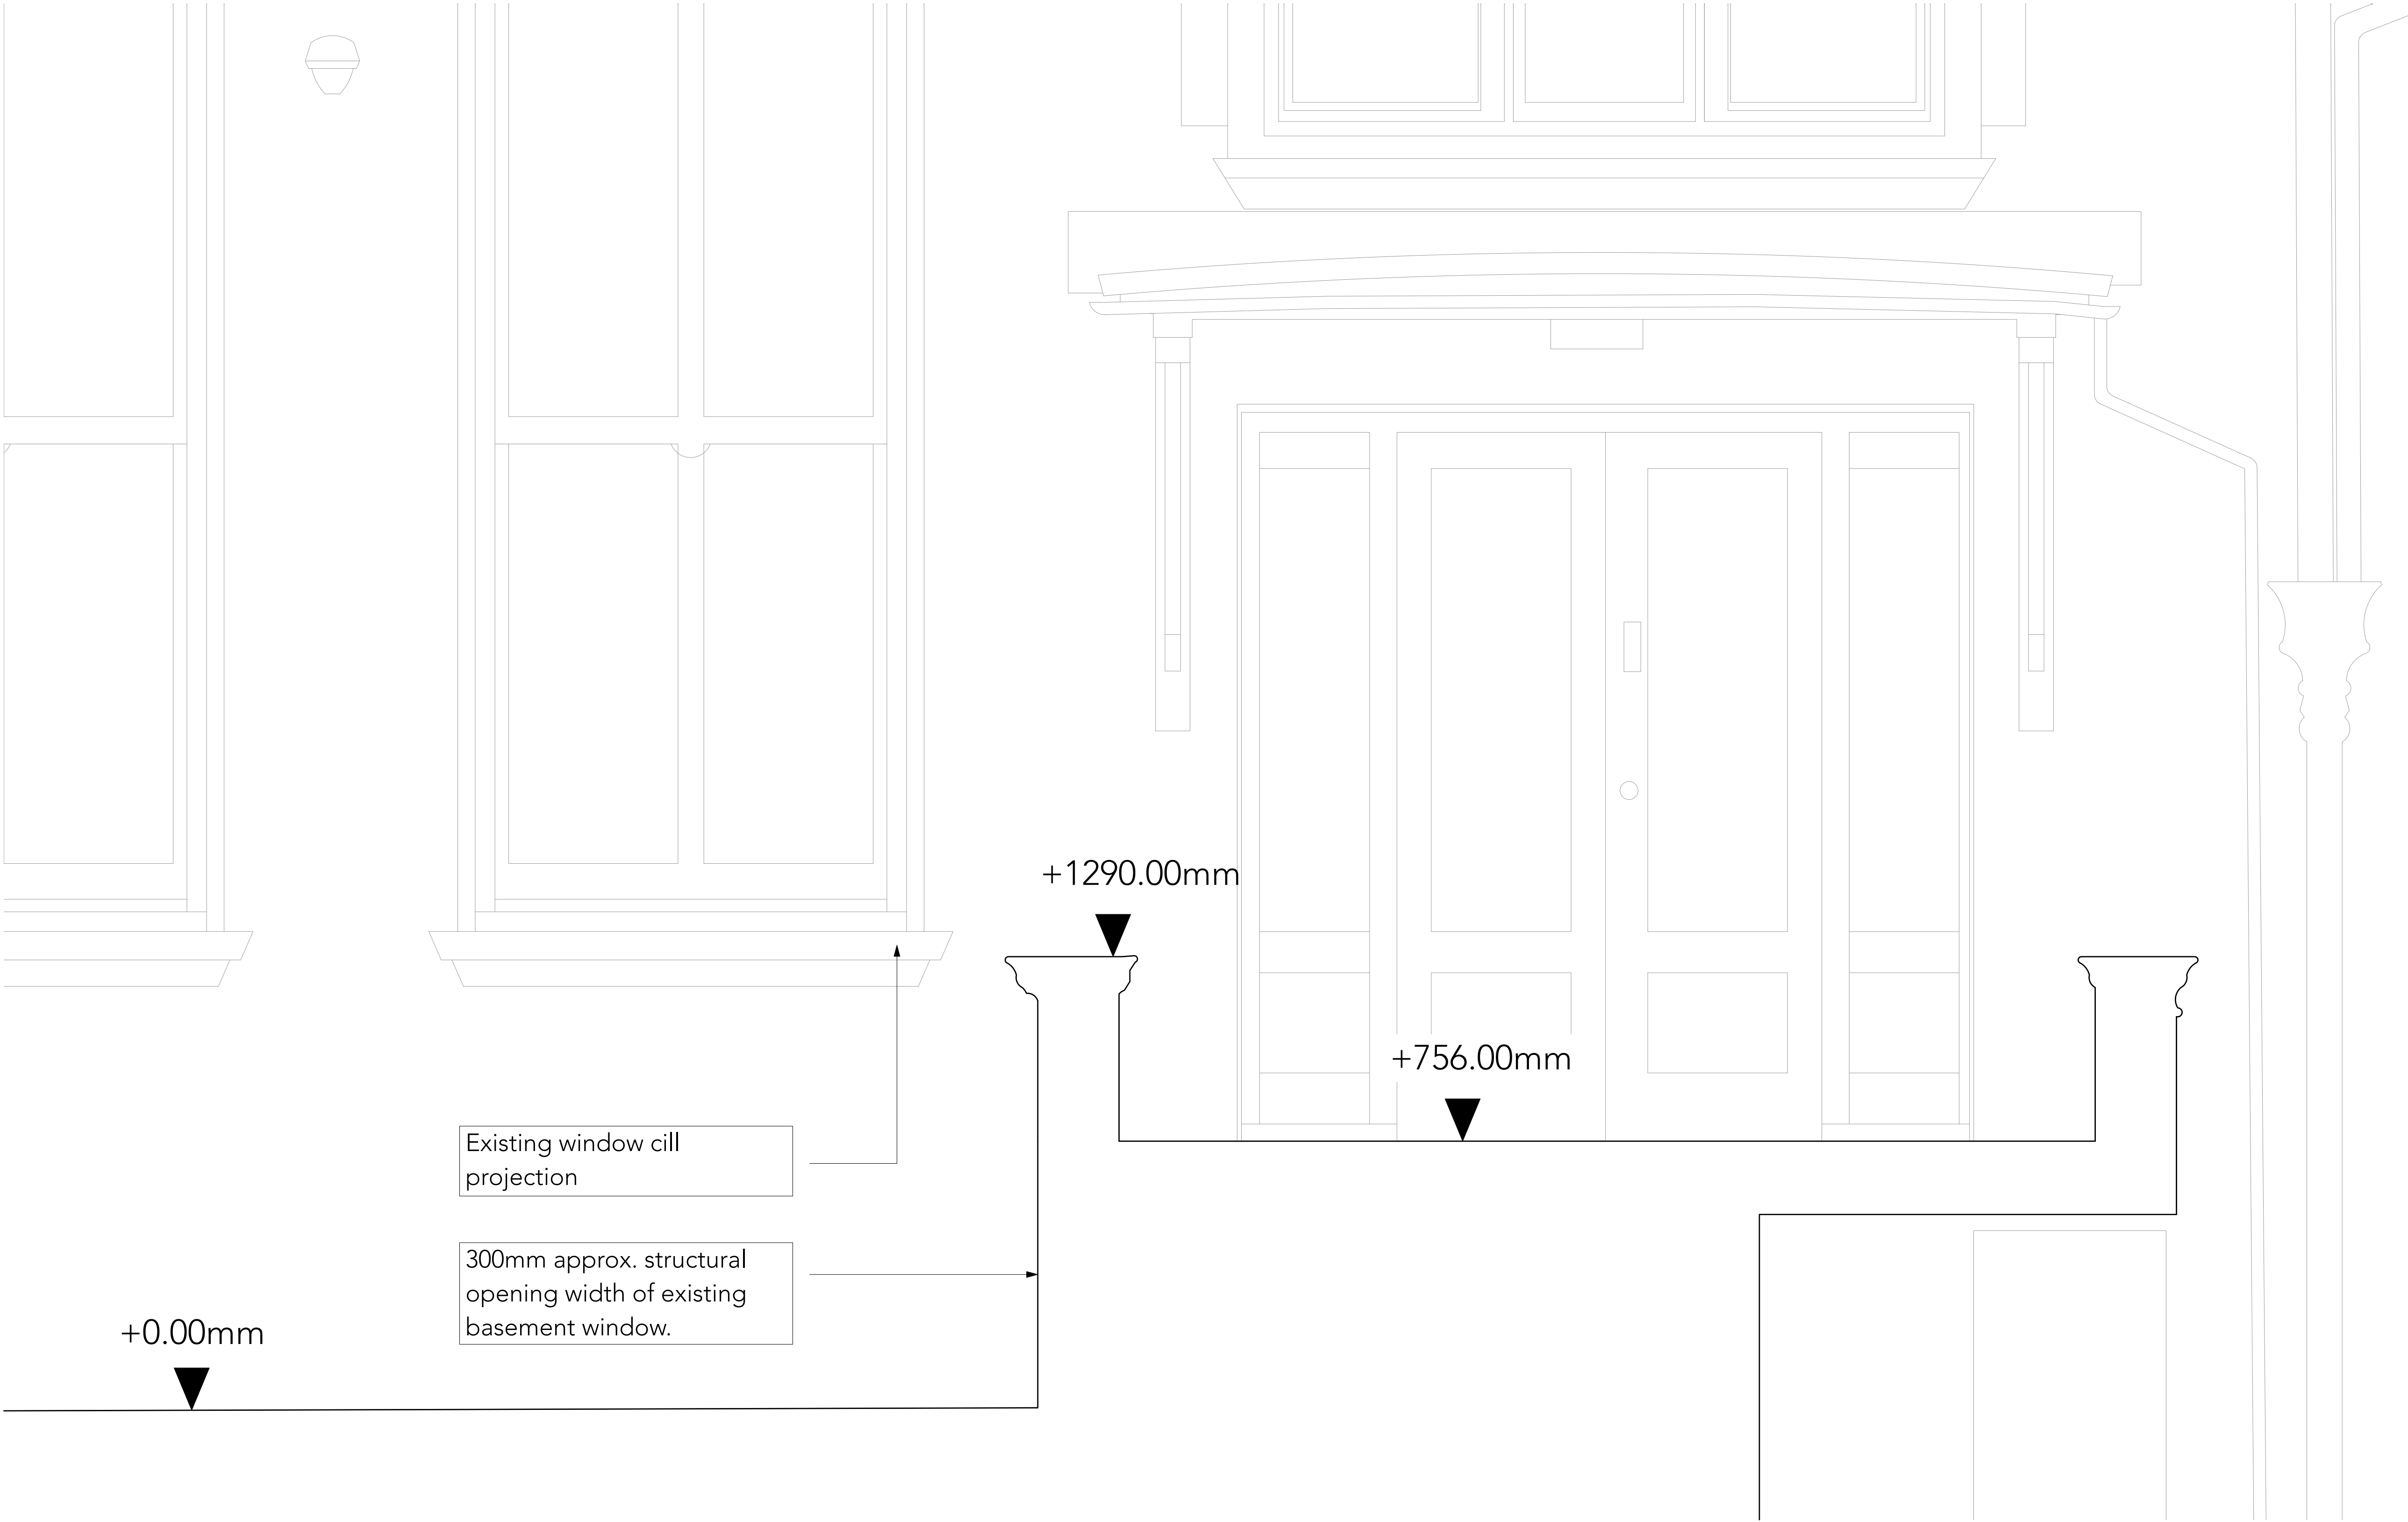 +1290.00mm
+756.00mm
Existing window cill
projection
300mm approx. structural
opening width of existing
basement window.
+0.00mm